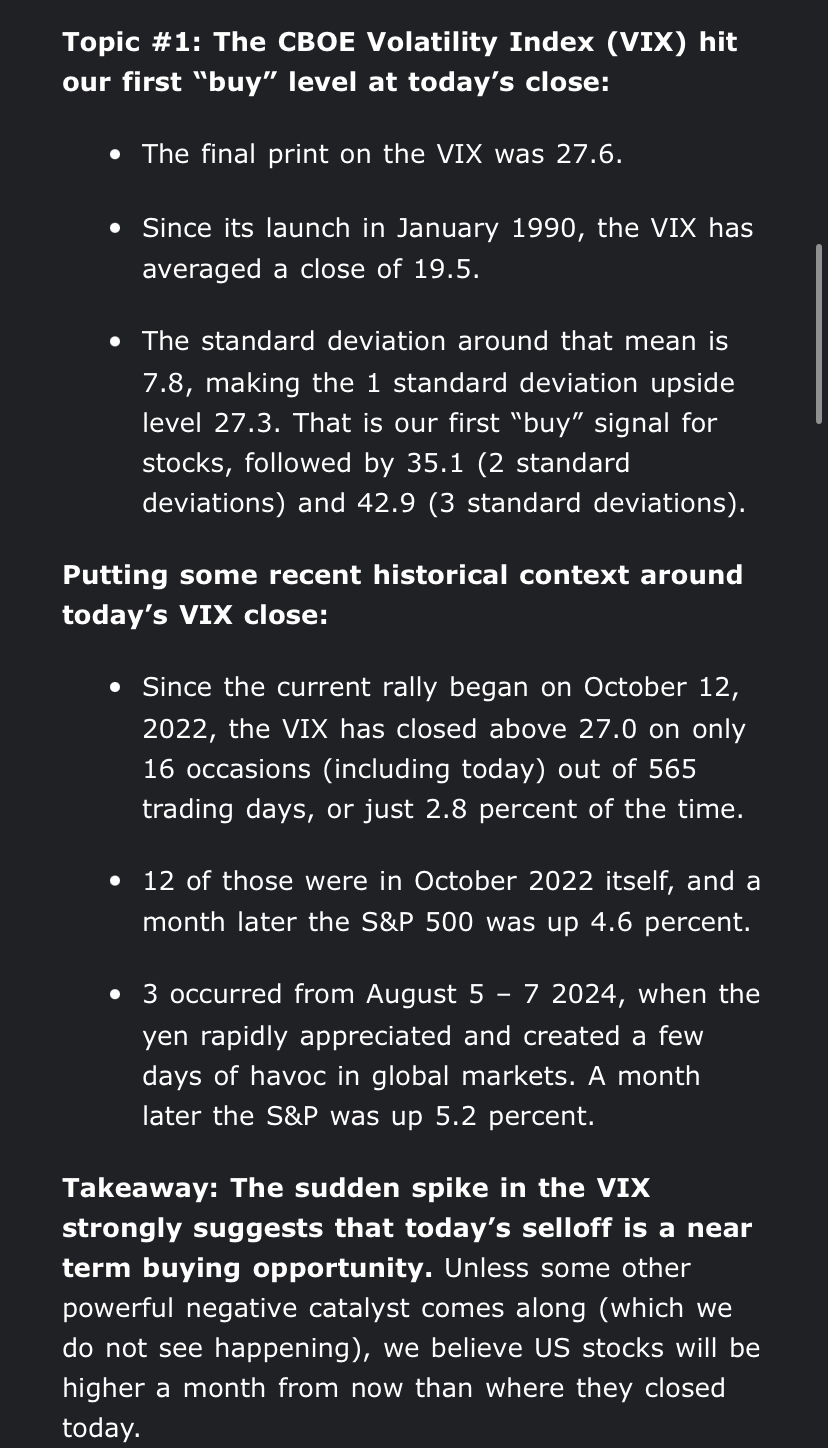 Topic #1: The CBOE Volatility Index (VIX) hit
our first “buy” level at today’s close:
• The final print on the VIX was 27.6.
• Since its launch in January 1990, the VIX has
averaged a close of 19.5.
• The standard deviation around that mean is
7.8, making the 1 standard deviation upside
level 27.3. That is our first “buy” signal for
stocks, followed by 35.1 (2 standard
deviations) and 42.9 (3 standard deviations).
Putting some recent historical context around
today’s VIX close:
• Since the current rally began on October 12,
2022, the VIX has closed above 27.0 on only
16 occasions (including today) out of 565
trading days, or just 2.8 percent of the time.
• 12 of those were in October 2022 itself, and a
month later the S&P 500 was up 4.6 percent.
• 3 occurred from August 5 – 7 2024, when the
yen rapidly appreciated and created a few
days of havoc in global markets. A month
later the S&P was up 5.2 percent.
Takeaway: The sudden spike in the VIX
strongly suggests that today’s selloff is a near
term buying opportunity. Unless some other
powerful negative catalyst comes along (which we
do not see happening), we believe US stocks will be
higher a month from now than where they closed
today.